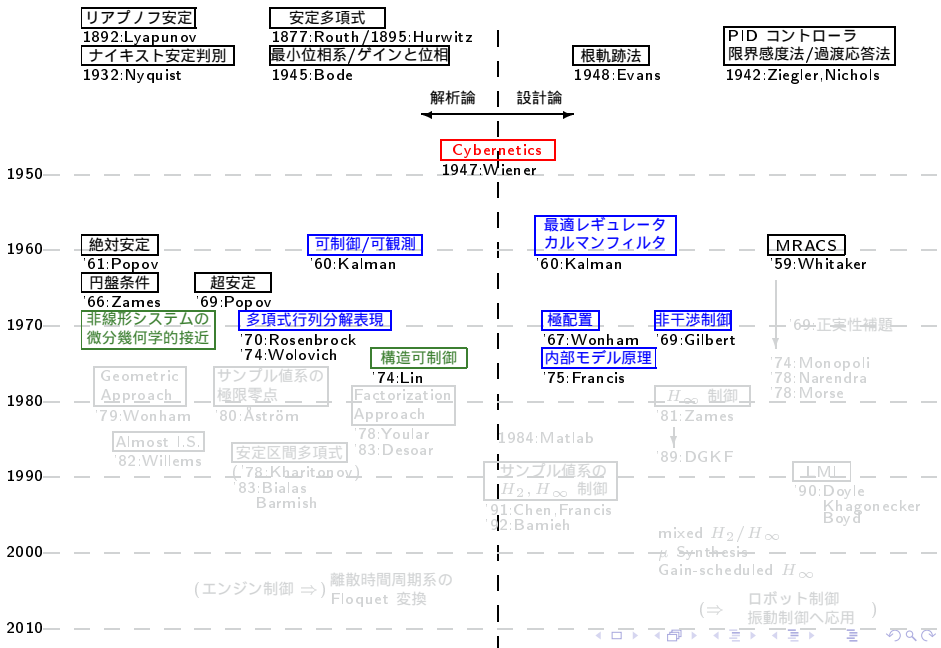 リアプノフ安定
1892:Lyapunov
ナイキスト安定判別
1932:Nyquist
安定多項式
1877:Routh/1895:Hurwitz
最小位相系/ゲインと位相
1945:Bode
根軌跡法
1948:Evans
PID コントローラ
限界感度法/過渡応答法
1942:Ziegler,Nichols
解析論
設計論
Cybernetics
1947:Wiener
1950
最適レギュレータ
カルマンフィルタ
'60:Kalman
1960
絶対安定
'61:Popov
可制御/可観測
'60:Kalman
MRACS
'59:Whitaker
円盤条件
'66:Zames
超安定
'69:Popov
1970
非線形システムの
微分幾何学的接近
多項式行列分解表現
'70:Rosenbrock
'74:Wolovich
極配置
'67:Wonham
非干渉制御
'69:Gilbert
'69:正実性補題
構造可制御
'74:Lin
内部モデル原理
'75:Francis
'74:Monopoli
'78:Narendra
'78:Morse
Geometric
Approach
'79:Wonham
サンプル値系の
極限零点
'80:Åström
Factorization
Approach
'78:Yoular
'83:Desoar
1980
H∞ 制御
'81:Zames
Almost I.S.
'82:Willems
安定区間多項式
('78:Kharitonov)
'83:Bialas
Barmish
1984:Matlab
'89:DGKF
1990
サンプル値系の
H2, H∞ 制御
'91:Chen,Francis
'92:Bamieh
LMI
'90:Doyle
Khagonecker
Boyd
mixed H2/H∞
μ Synthesis
Gain-scheduled H∞
2000
(エンジン制御 ⇒)
離散時間周期系の
Floquet 変換
(⇒ ロボット制御
振動制御へ応用 )
2010